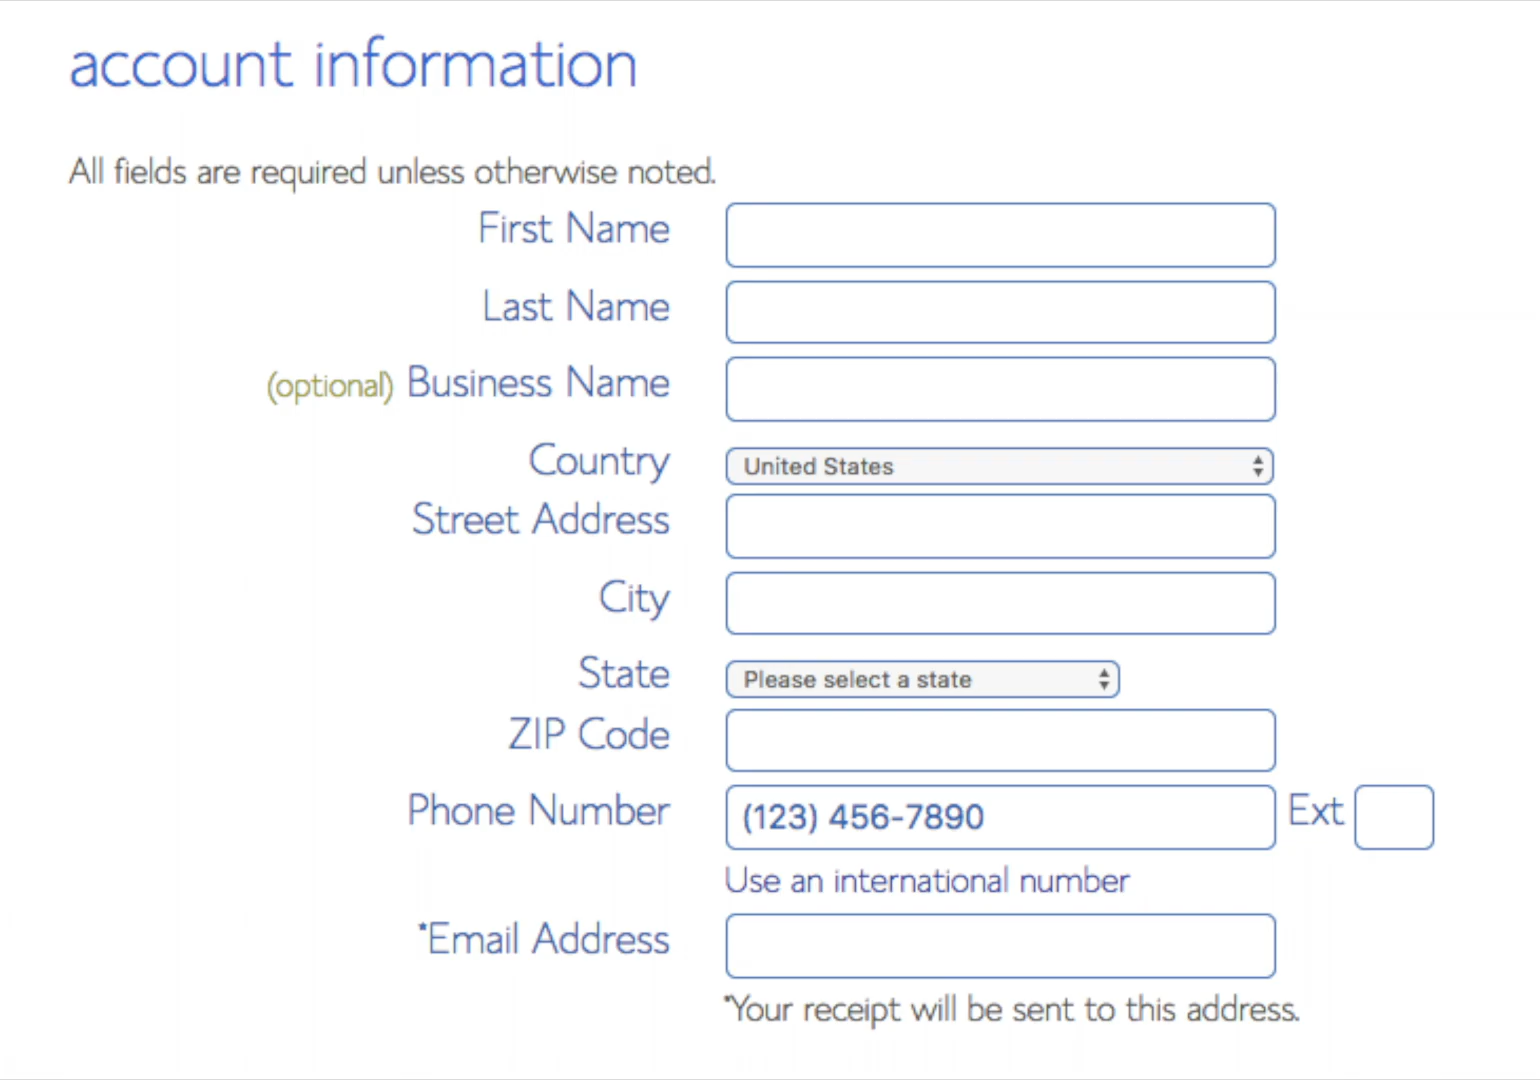 account information
All fields are required unless otherwise noted.
First Name
Last Name
(optional) Business Name
Country United States
Street Address
City
State Please select a state
ZIP Code
Phone Number (123) 456-7890 Ext
Use an international number
*Email Address
*Your receipt will be sent to this address.